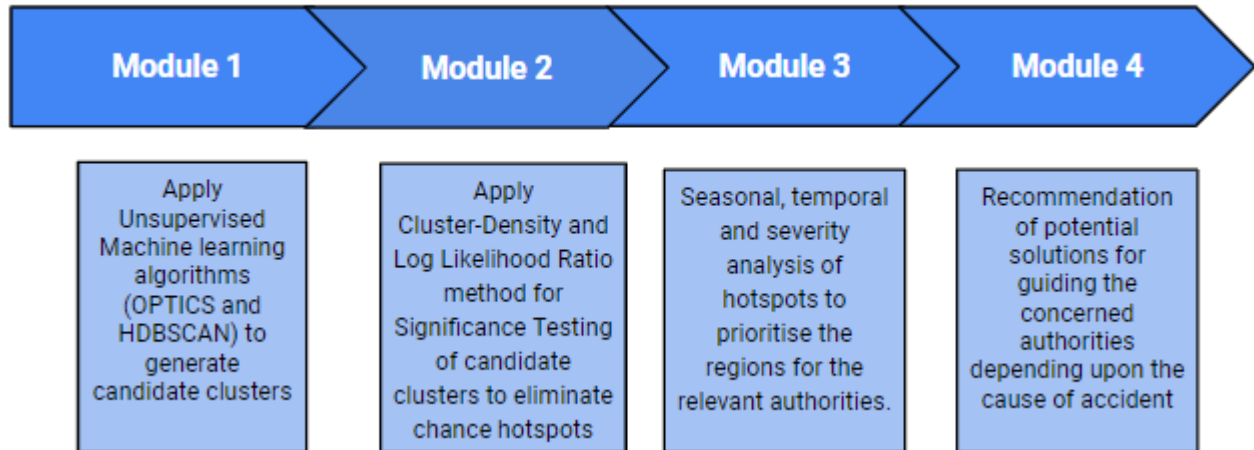 Module 1
Module 2
Module 3
Module 4
Apply
Unsupervised
Machine learning
algorithms
(OPTICS and
HDBSCAN) to
generate
candidate clusters
Apply
Cluster-Density and
Log Likelihood Ratio
method for
Significance Testing
of candidate
clusters to eliminate
chance hotspots
Seasonal, temporal
and severity
analysis of
hotspots to
prioritise the
regions for the
relevant authorities.
Recommendation
of potential
solutions for
guiding the
concerned
authorities
depending upon the
cause of accident